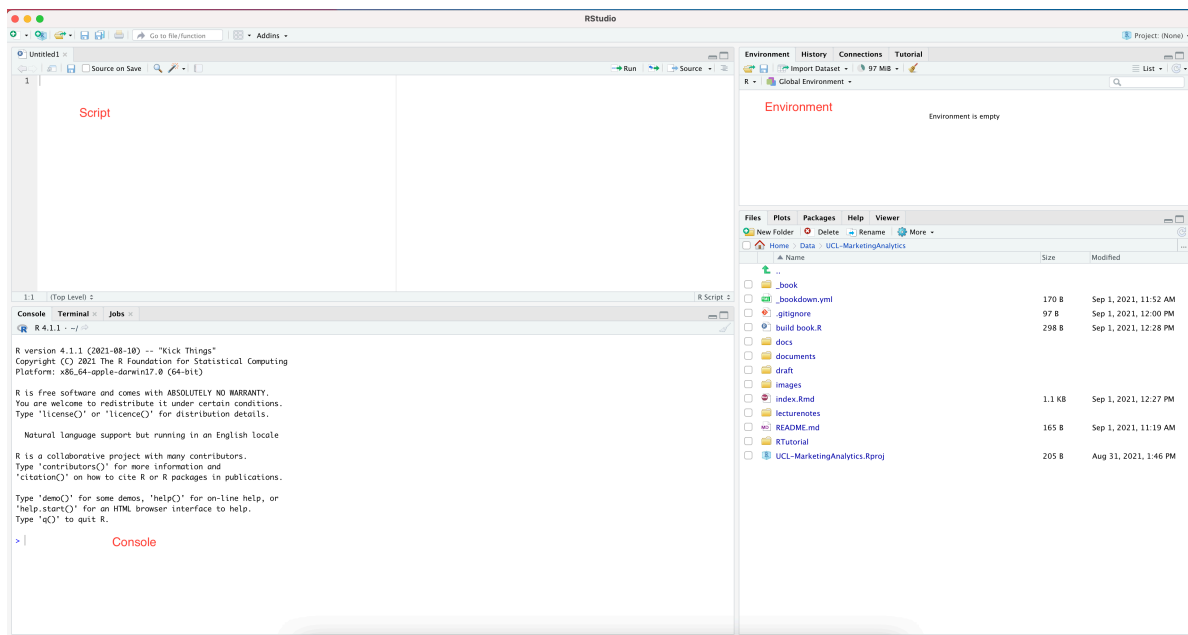 RStudio
Go to file/function Addins Project: (None)
Untitled1
Source on Save Run Source
1
Script
1:1 (Top Level) R Script
Console Terminal Jobs
R 4.1.1 · ~/
R version 4.1.1 (2021-08-10) -- "Kick Things"
Copyright (C) 2021 The R Foundation for Statistical Computing
Platform: x86_64-apple-darwin17.0 (64-bit)
R is free software and comes with ABSOLUTELY NO WARRANTY.
You are welcome to redistribute it under certain conditions.
Type 'license()' or 'licence()' for distribution details.
Natural language support but running in an English locale
R is a collaborative project with many contributors.
Type 'contributors()' for more information and
'citation()' on how to cite R or R packages in publications.
Type 'demo()' for some demos, 'help()' for on-line help, or
'help.start()' for an HTML browser interface to help.
Type 'q()' to quit R.
>
Console
Environment History Connections Tutorial
Import Dataset 97 MiB List
R Global Environment
Environment
Environment is empty
Files Plots Packages Help Viewer
New Folder Delete Rename More
Home > Data > UCL-MarketingAnalytics ...
Name Size Modified
..
_book
_bookdown.yml 170 B Sep 1, 2021, 11:52 AM
.gitignore 97 B Sep 1, 2021, 12:00 PM
build book.R 298 B Sep 1, 2021, 12:28 PM
docs
documents
draft
images
index.Rmd 1.1 KB Sep 1, 2021, 12:27 PM
lecturenotes
README.md 165 B Sep 1, 2021, 11:19 AM
RTutorial
UCL-MarketingAnalytics.Rproj 205 B Aug 31, 2021, 1:46 PM